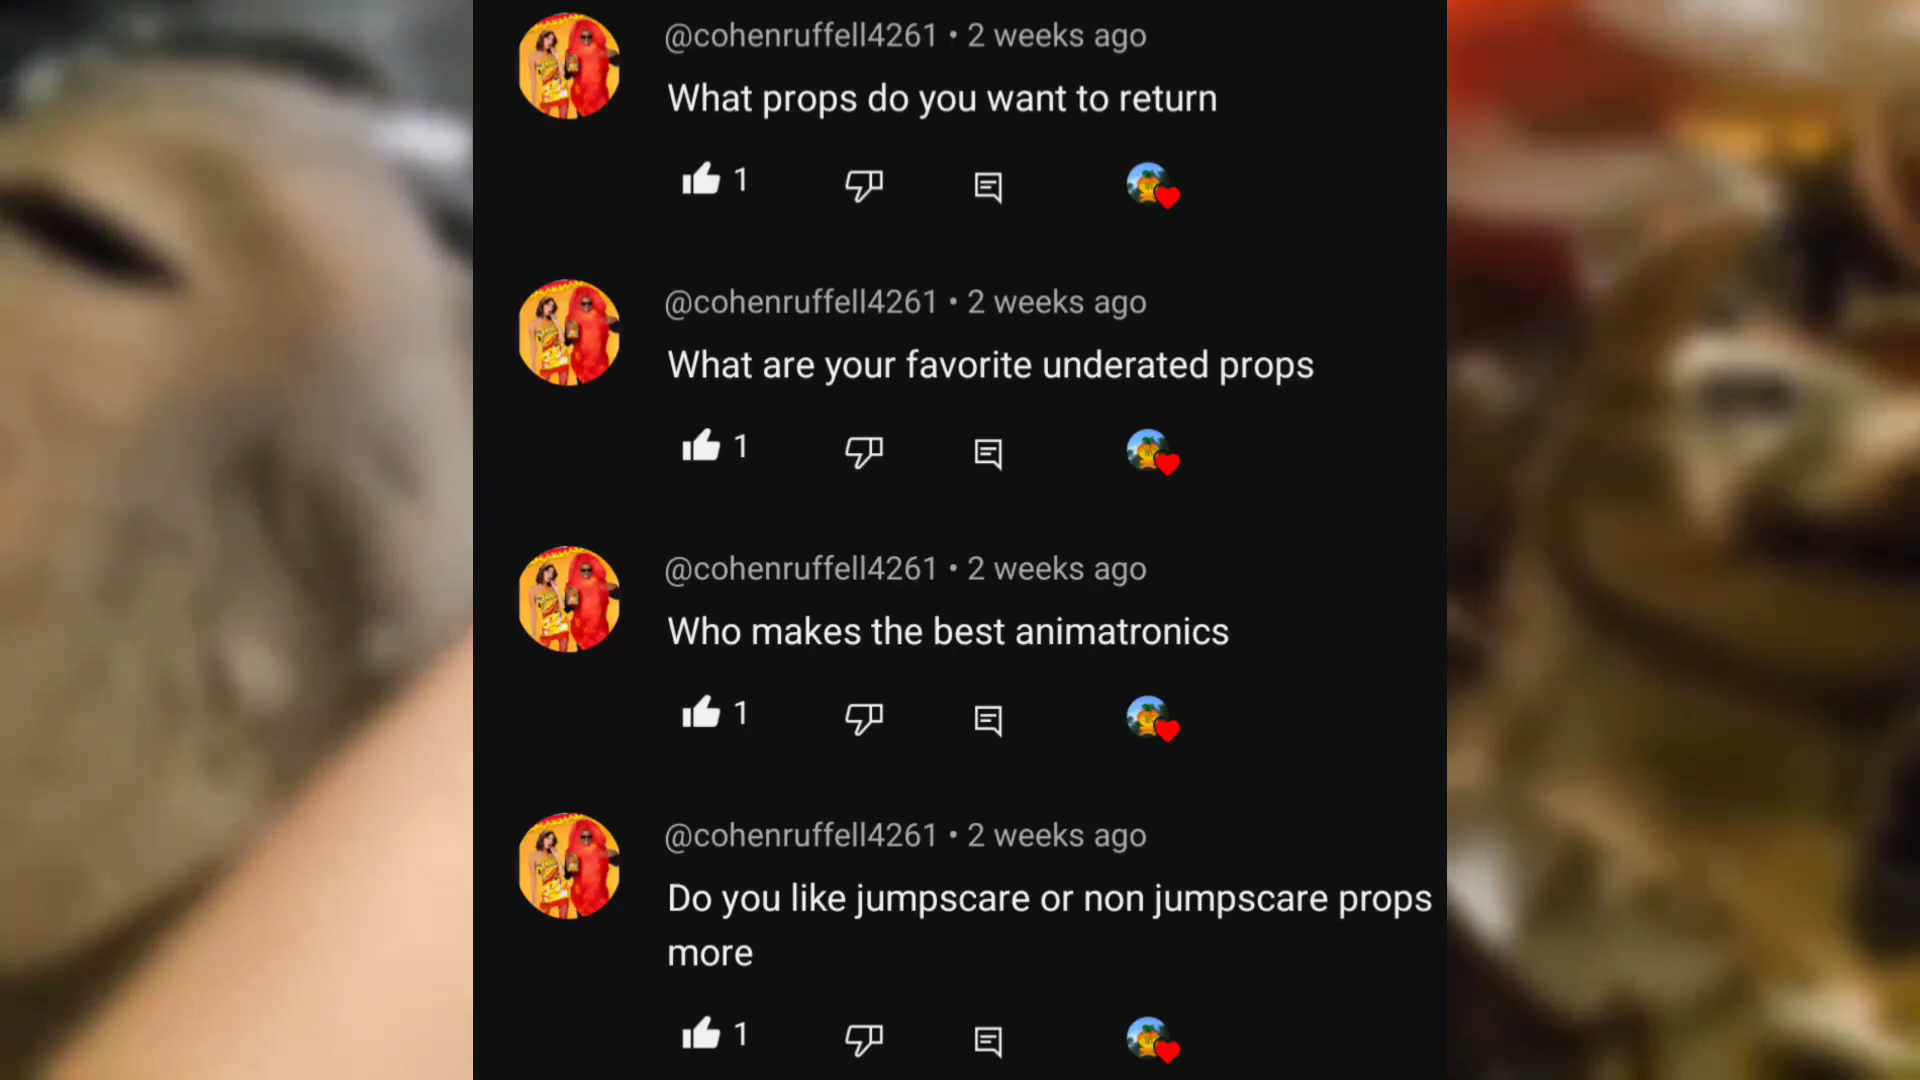 @cohenruffell4261 • 2 weeks ago
What props do you want to return
1
@cohenruffell4261 • 2 weeks ago
What are your favorite underated props
1
@cohenruffell4261 • 2 weeks ago
Who makes the best animatronics
1
@cohenruffell4261 • 2 weeks ago
Do you like jumpscare or non jumpscare props
more
1